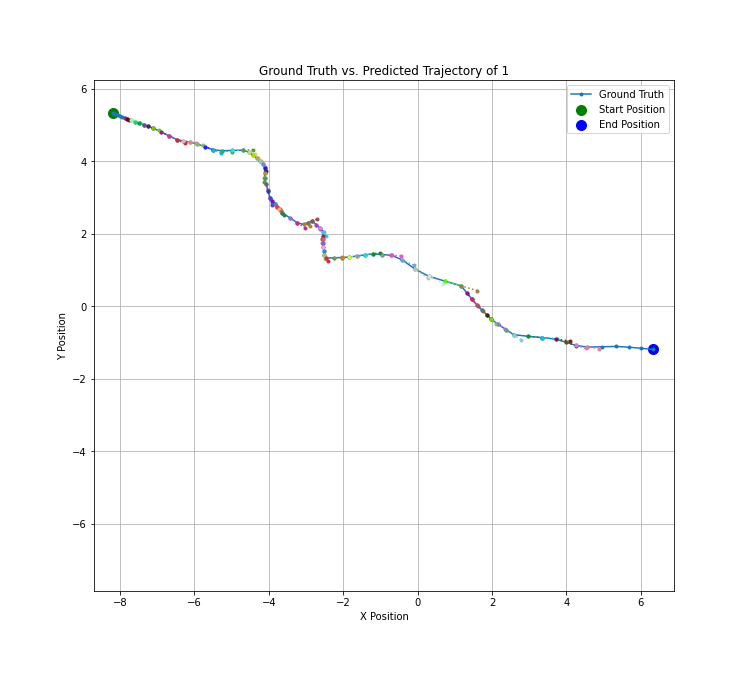 Ground Truth vs. Predicted Trajectory of 1
Ground Truth
Start Position
End Position
6
4
2
0
−2
−4
−6
Y Position
−8 −6 −4 −2 0 2 4 6
X Position